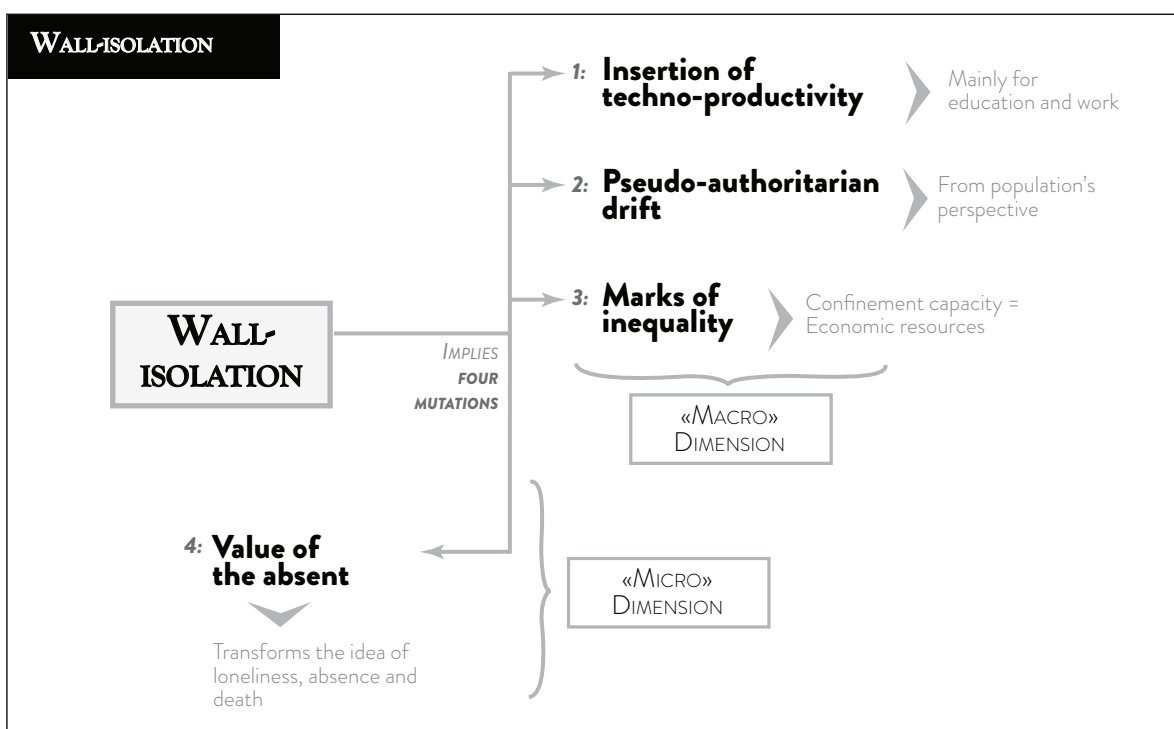 WALL-ISOLATION
1: Insertion of
techno-productivity
Mainly for
education and work
2: Pseudo-authoritarian
drift
From population's
perspective
3: Marks of
inequality
Confinement capacity =
Economic resources
WALL-
ISOLATION
IMPLIES
FOUR
MUTATIONS
«MACRO»
DIMENSION
4: Value of
the absent
Transforms the idea of
loneliness, absence and
death
«MICRO»
DIMENSION